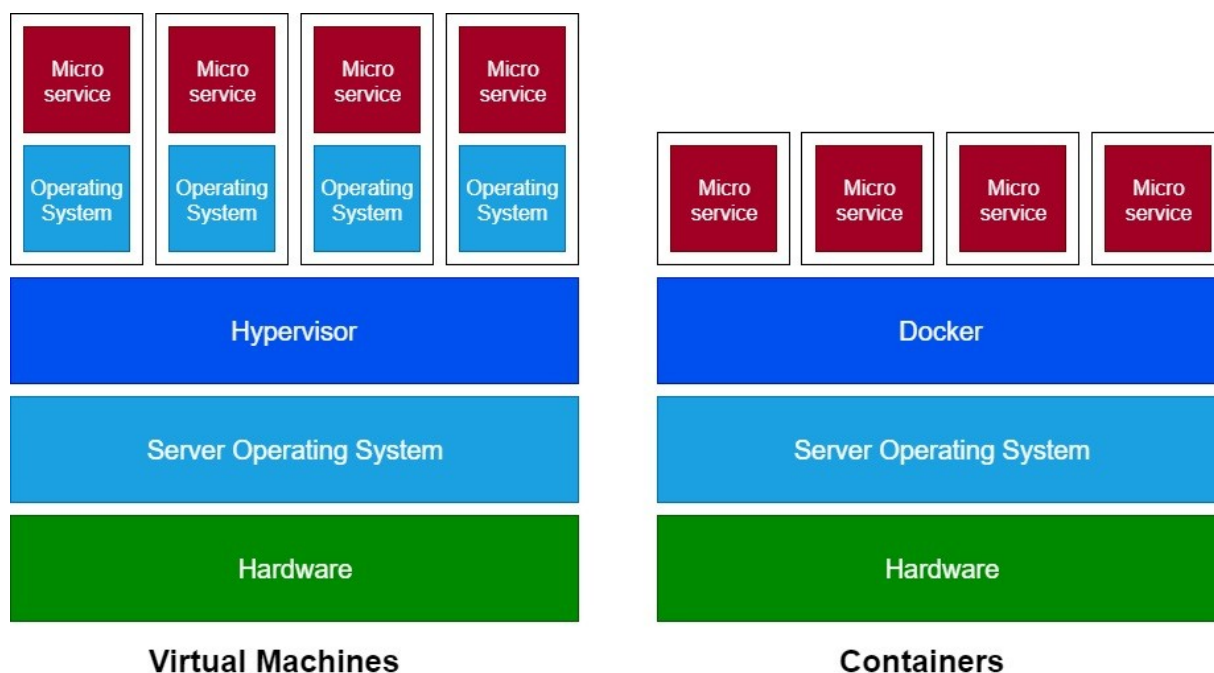 Micro
service
Micro
service
Micro
service
Micro
service
Operating
System
Operating
System
Operating
System
Operating
System
Hypervisor
Server Operating System
Hardware
Virtual Machines
Micro
service
Micro
service
Micro
service
Micro
service
Docker
Server Operating System
Hardware
Containers